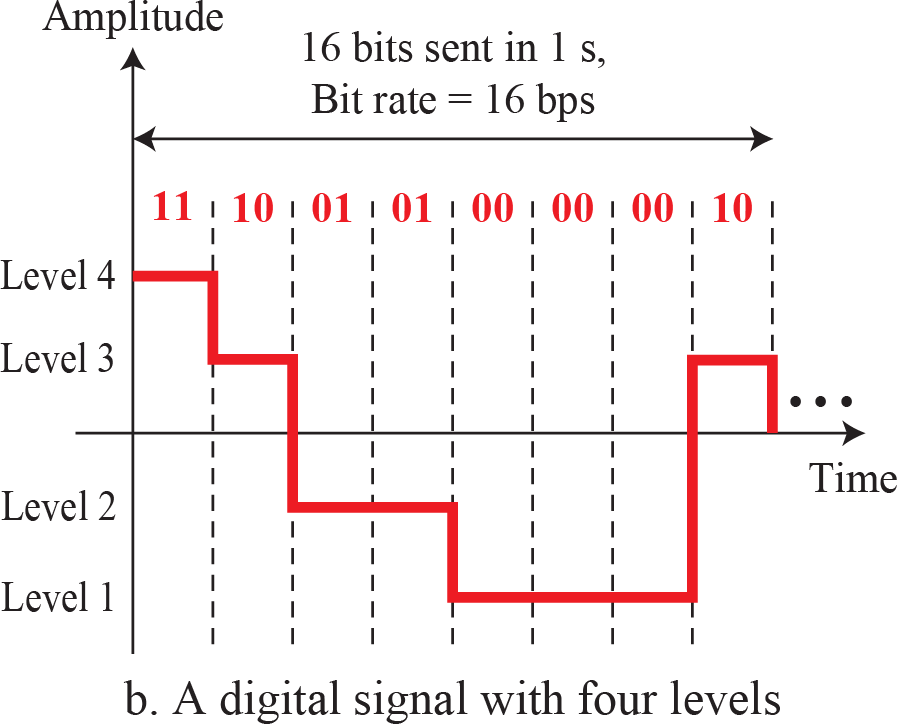 Amplitude
16 bits sent in 1 s,
Bit rate = 16 bps
11 10 01 01 00 00 00 10
Level 4
Level 3
Level 2
Level 1
Time
b. A digital signal with four levels